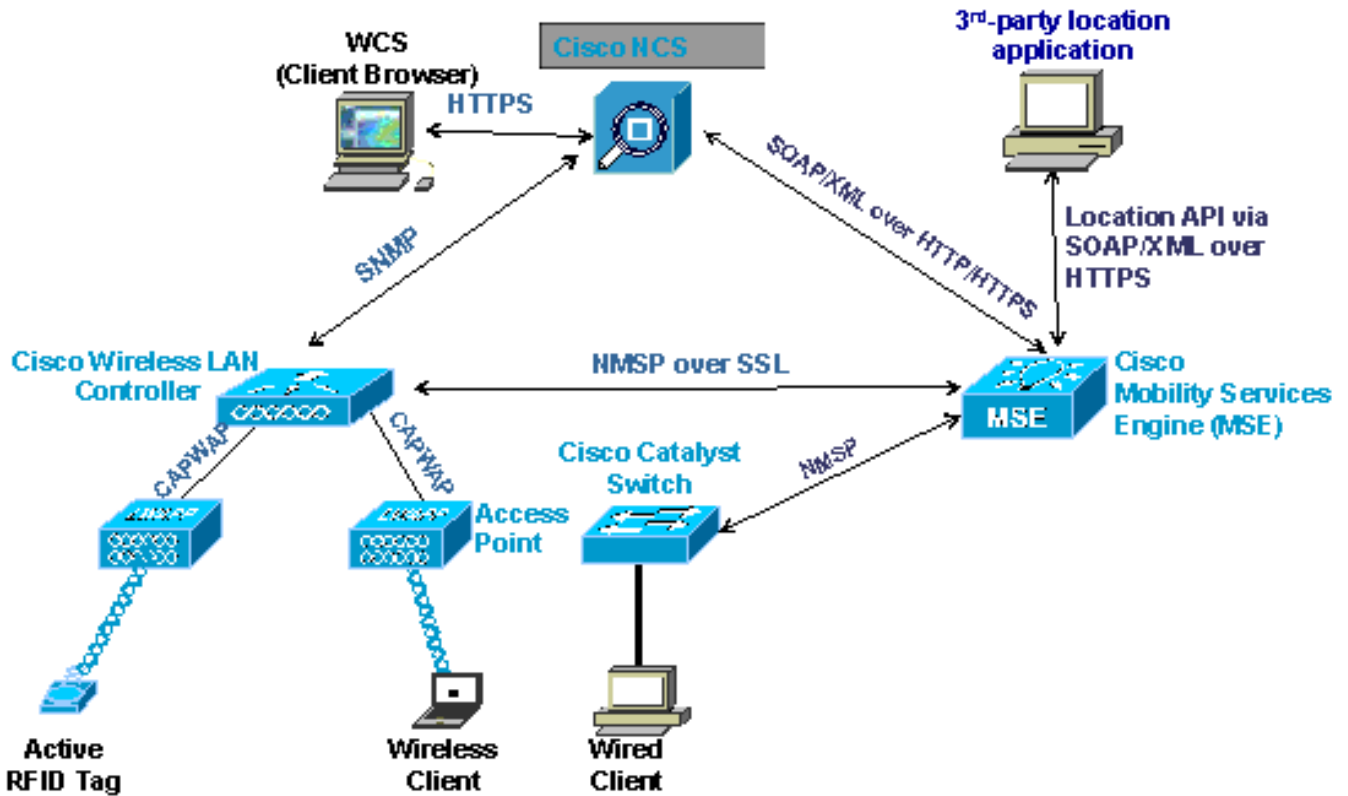 WCS
(Client Browser)
Cisco NCS
3rd-party location
application
HTTPS
SOAP/XML over HTTP/HTTPS
Location API via
SOAP/XML over
HTTPS
SNMP
Cisco Wireless LAN
Controller
NMSP over SSL
Cisco
Mobility Services
Engine (MSE)
MSE
CAPWAP
CAPWAP
Cisco Catalyst
Switch
NMSP
Access
Point
Active
RFID Tag
Wireless
Client
Wired
Client